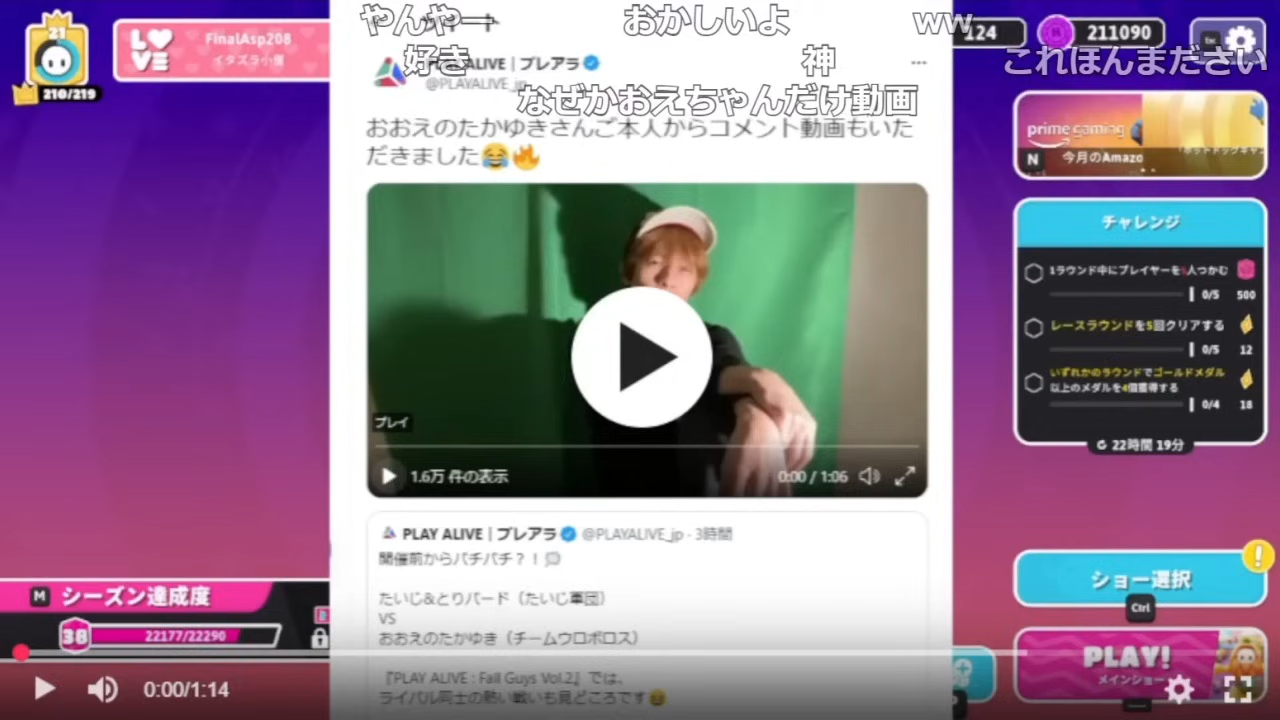 やんや
おかしいよ
ww
21
FinalAsp208
イタズラ小僧
210/219
LOVE
124
211090
好き
神
これほんまださい
PLAY ALIVE | プレアラ
@PLAYALIVE_jp
なぜかおえちゃんだけ動画
おおえのたかゆきさんご本人からコメント動画もいた
だきました😂🔥
prime gaming
N
今月のAmazo
チャレンジ
1ラウンド中にプレイヤーを5人つかむ
0/5
500
レースラウンドを5回クリアする
0/5
12
いずれかのラウンドでゴールドメダル
以上のメダルを4個獲得する
0/4
18
22時間 19分
プレイ
1.6万 件の表示
0:00 / 1:06
PLAY ALIVE | プレアラ @PLAYALIVE_jp · 3時間
開催前からバチバチ？！💭
たいじ&とりバード（たいじ軍団）
VS
おおえのたかゆき（チームウロボロス）
『PLAY ALIVE : Fall Guys Vol.2』では、
ライバル同士の熱い戦いも見どころです
M
シーズン達成度
38
22177/22290
ショー選択
Ctrl
PLAY!
メインショー
0:00/1:14